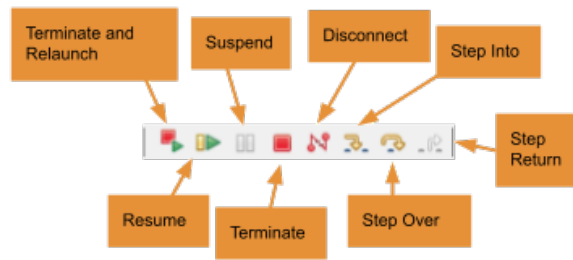 Terminate and
Relaunch
Suspend
Disconnect
Step Into
Step
Return
Resume
Terminate
Step Over